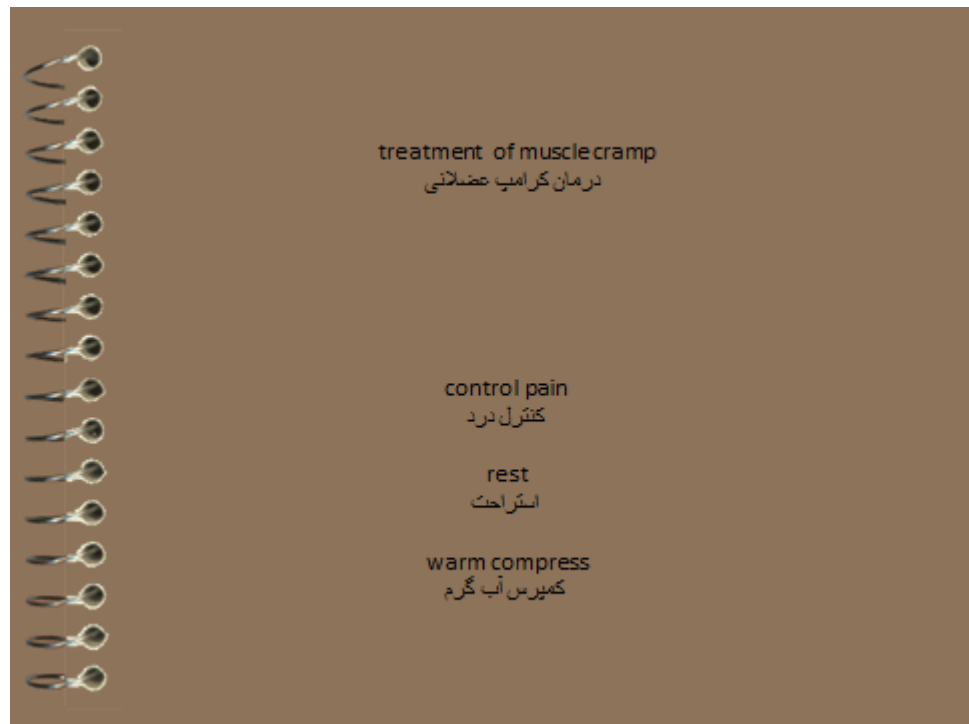 treatment of muscle cramp
درمان کرامپ عضلانی
control pain
کنترل درد
rest
استراحت
warm compress
کمپرس آب گرم